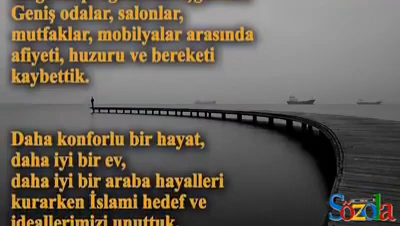 Geniş odalar, salonlar,
mutfaklar, mobilyalar arasında
afiyeti, huzuru ve bereketi
kaybettik.
Daha konforlu bir hayat,
daha iyi bir ev,
daha iyi bir araba hayalleri
kurarken İslami hedef ve
ideallerimizi unuttuk
Sözda